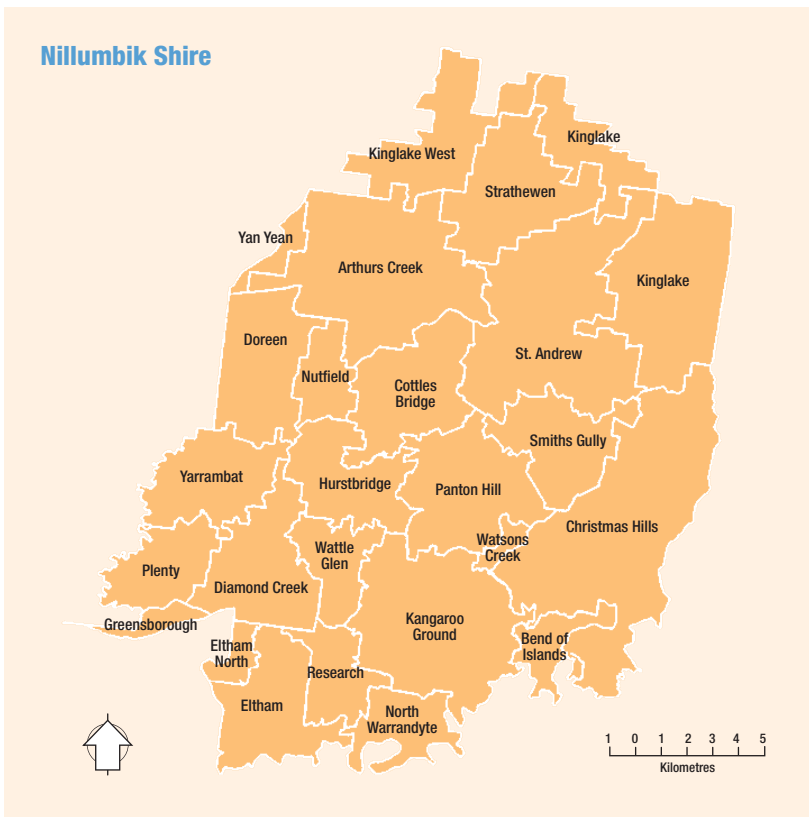 Nillumbik Shire
Kinglake
Kinglake West
Strathewen
Yan Yean
Arthurs Creek
Kinglake
Doreen
St. Andrew
Nutfield
Cottles
Bridge
Smiths Gully
Yarrambat
Hurstbridge
Panton Hill
Christmas Hills
Watsons
Creek
Wattle
Glen
Plenty
Diamond Creek
Greensborough
Kangaroo
Ground
Eltham
North
Bend of
Islands
Research
Eltham
North
Warrandyte
1 0 1 2 3 4 5
Kilometres